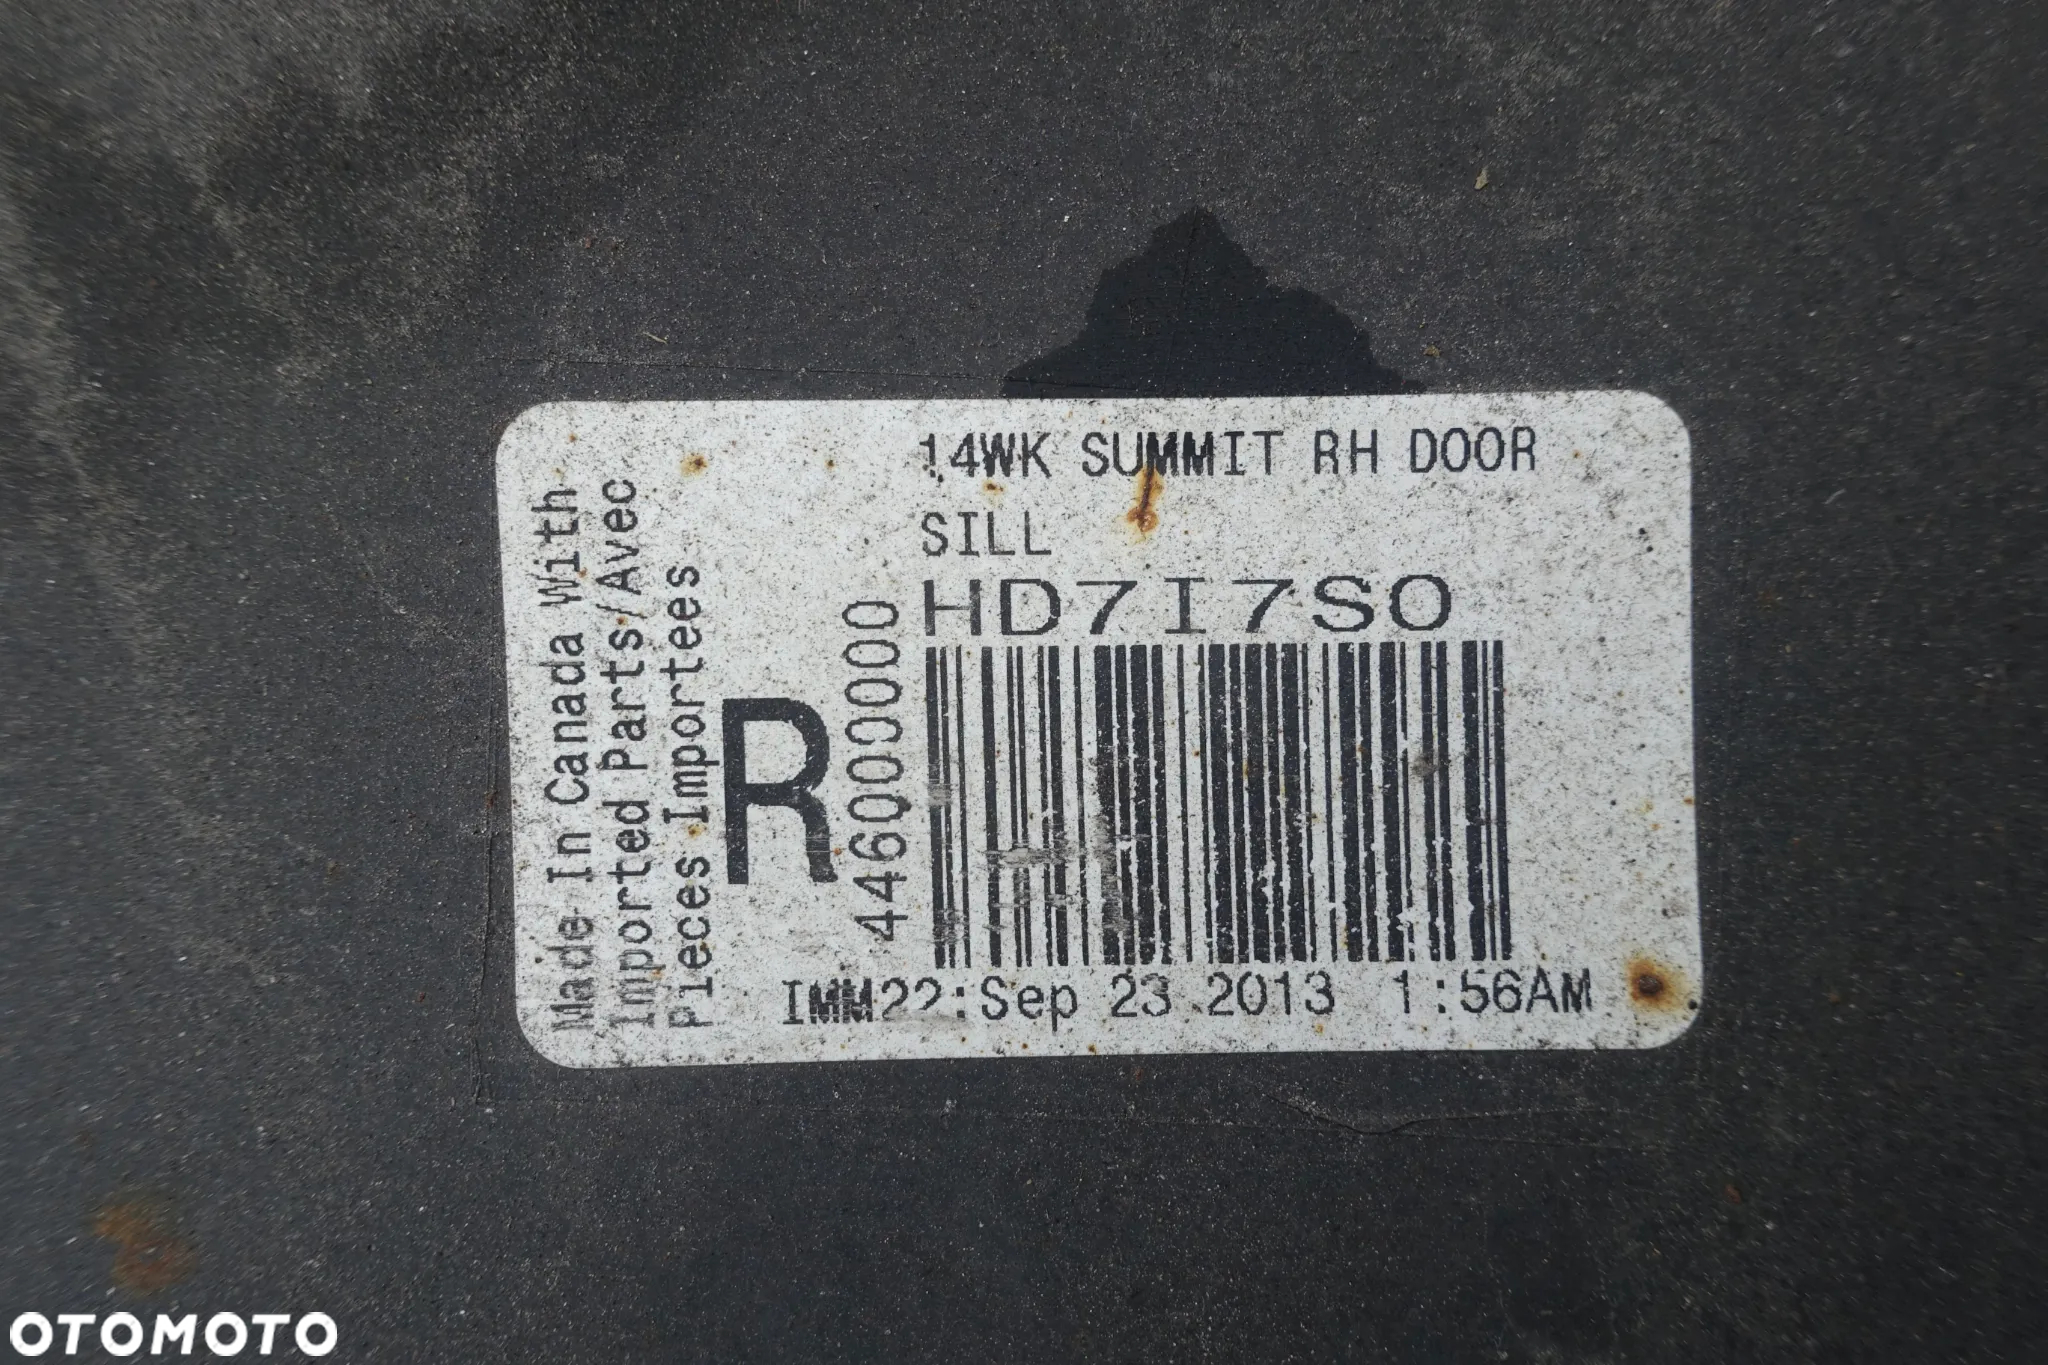 14WK SUMMIT RH DOOR
SILL
HD7I7SO
Made In Canada With
Imported Parts/Avec
Pieces Importees
R
4460000000
IMM22:Sep 23 2013 1:56AM
OTOMOTO